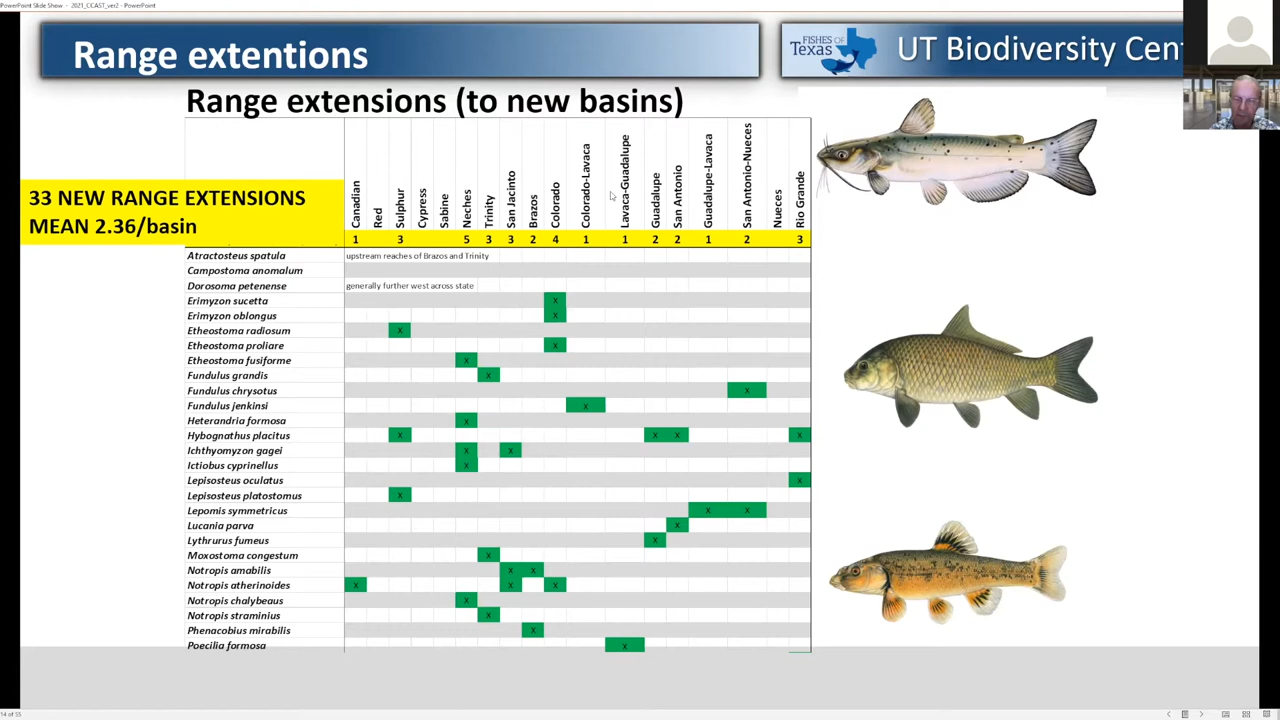 PowerPoint Slide Show - 2021_CCAST_ver2 - PowerPoint
Range extentions
FISHES OF
Texas
UT Biodiversity Cen
Range extensions (to new basins)
33 NEW RANGE EXTENSIONS
MEAN 2.36/basin
Canadian Red Sulphur Cypress Sabine Neches Trinity San Jacinto Brazos Colorado Colorado-Lavaca Lavaca-Guadalupe Guadalupe San Antonio Guadalupe-Lavaca San Antonio-Nueces Nueces Rio Grande
1 3 5 3 3 2 4 1 1 2 2 1 2 3
Atractosteus spatula upstream reaches of Brazos and Trinity
Campostoma anomalum
Dorosoma petenense generally further west across state
Erimyzon sucetta X
Erimyzon oblongus X
Etheostoma radiosum X
Etheostoma proliare X
Etheostoma fusiforme X
Fundulus grandis X
Fundulus chrysotus X
Fundulus jenkinsi X
Heterandria formosa X
Hybognathus placitus X X X X
Ichthyomyzon gagei X X
Ictiobus cyprinellus X
Lepisosteus oculatus X
Lepisosteus platostomus X
Lepomis symmetricus X X
Lucania parva X
Lythrurus fumeus X
Moxostoma congestum X
Notropis amabilis X X
Notropis atherinoides X X X
Notropis chalybeaus X
Notropis straminius X
Phenacobius mirabilis X
Poecilia formosa X
14 of 55